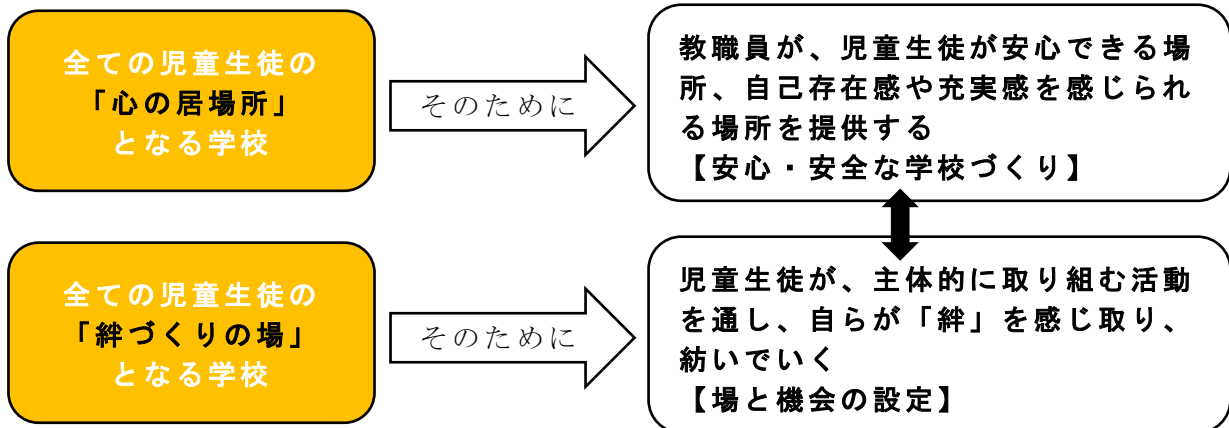 全ての児童生徒の
「心の居場所」
となる学校
そのために
教職員が、児童生徒が安心できる場
所、自己存在感や充実感を感じられ
る場所を提供する
【安心・安全な学校づくり】
全ての児童生徒の
「絆づくりの場」
となる学校
そのために
児童生徒が、主体的に取り組む活動
を通し、自らが「絆」を感じ取り、
紡いでいく
【場と機会の設定】